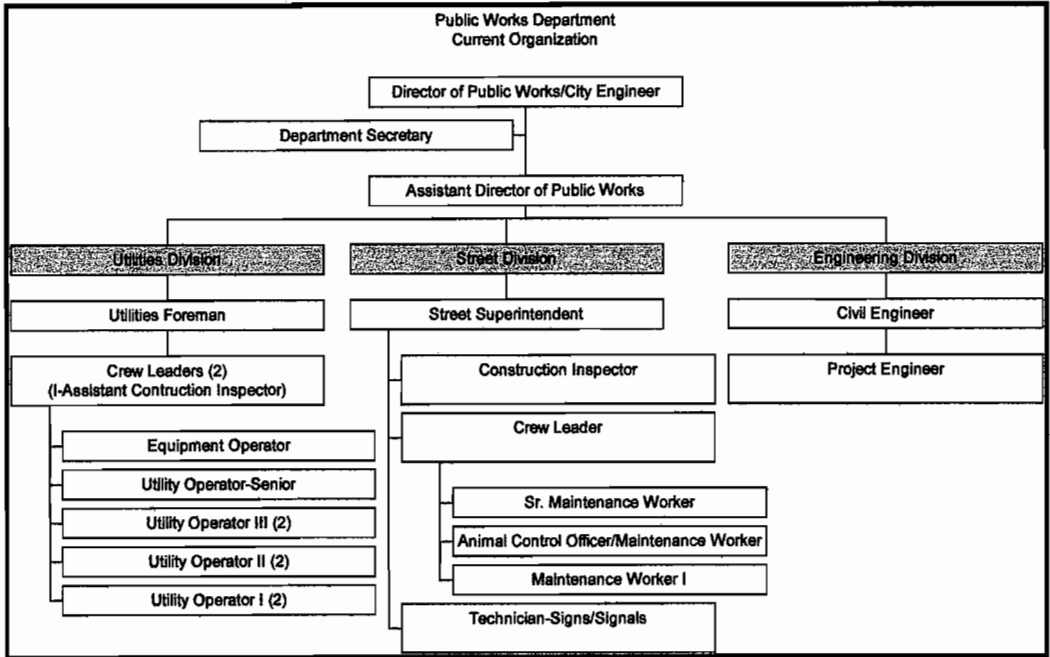 Public Works Department
Current Organization
Director of Public Works/City Engineer
Department Secretary
Assistant Director of Public Works
Utilities Division
Utilities Foreman
Crew Leaders (2)
(I-Assistant Contruction Inspector)
Equipment Operator
Utility Operator-Senior
Utility Operator III (2)
Utility Operator II (2)
Utility Operator I (2)
Street Division
Street Superintendent
Construction Inspector
Crew Leader
Sr. Maintenance Worker
Animal Control Officer/Maintenance Worker
Maintenance Worker I
Technician-Signs/Signals
Engineering Division
Civil Engineer
Project Engineer